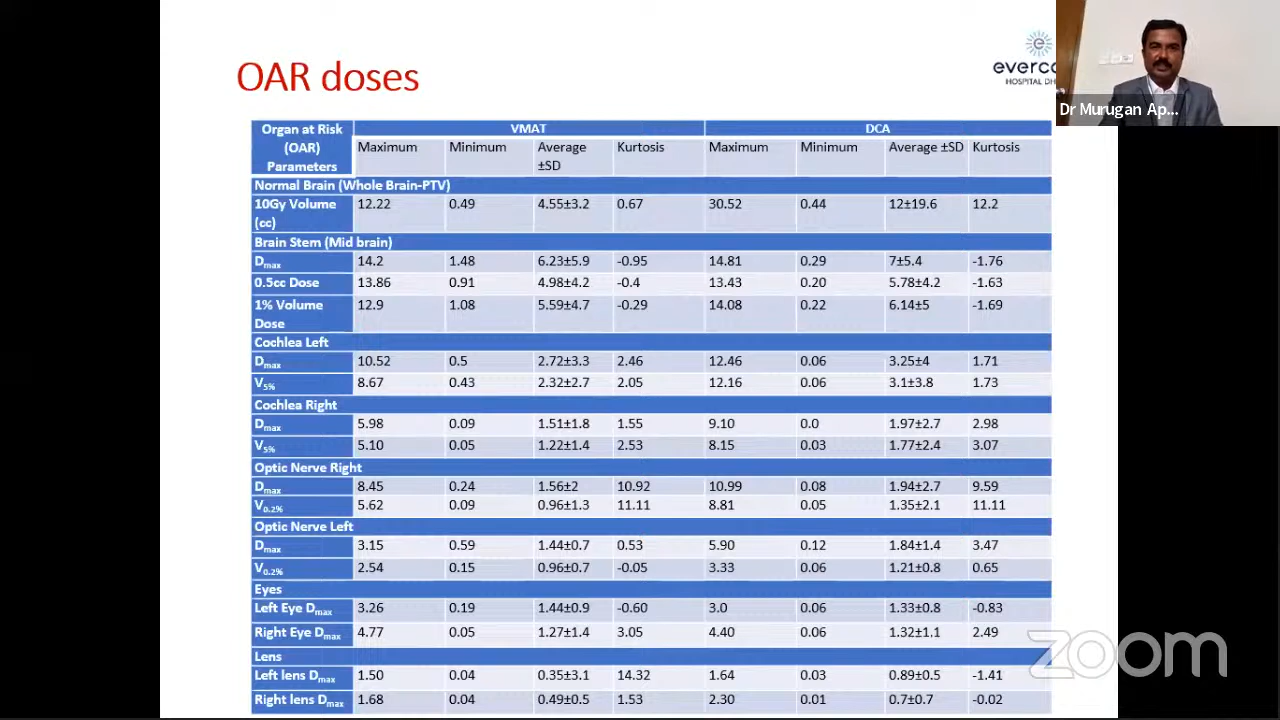 OAR doses
HOSPITAL
Dr Murugan Ap...
Organ at Risk (OAR) Parameters VMAT DCA
Maximum Minimum Average ±SD Kurtosis Maximum Minimum Average ±SD Kurtosis
Normal Brain (Whole Brain-PTV)
10Gy Volume (cc) 12.22 0.49 4.55±3.2 0.67 30.52 0.44 12±19.6 12.2
Brain Stem (Mid brain)
Dmax 14.2 1.48 6.23±5.9 -0.95 14.81 0.29 7±5.4 -1.76
0.5cc Dose 13.86 0.91 4.98±4.2 -0.4 13.43 0.20 5.78±4.2 -1.63
1% Volume Dose 12.9 1.08 5.59±4.7 -0.29 14.08 0.22 6.14±5 -1.69
Cochlea Left
Dmax 10.52 0.5 2.72±3.3 2.46 12.46 0.06 3.25±4 1.71
V5% 8.67 0.43 2.32±2.7 2.05 12.16 0.06 3.1±3.8 1.73
Cochlea Right
Dmax 5.98 0.09 1.51±1.8 1.55 9.10 0.0 1.97±2.7 2.98
V5% 5.10 0.05 1.22±1.4 2.53 8.15 0.03 1.77±2.4 3.07
Optic Nerve Right
Dmax 8.45 0.24 1.56±2 10.92 10.99 0.08 1.94±2.7 9.59
V0.2% 5.62 0.09 0.96±1.3 11.11 8.81 0.05 1.35±2.1 11.11
Optic Nerve Left
Dmax 3.15 0.59 1.44±0.7 0.53 5.90 0.12 1.84±1.4 3.47
V0.2% 2.54 0.15 0.96±0.7 -0.05 3.33 0.06 1.21±0.8 0.65
Eyes
Left Eye Dmax 3.26 0.19 1.44±0.9 -0.60 3.0 0.06 1.33±0.8 -0.83
Right Eye Dmax 4.77 0.05 1.27±1.4 3.05 4.40 0.06 1.32±1.1 2.49
Lens
Left lens Dmax 1.50 0.04 0.35±3.1 14.32 1.64 0.03 0.89±0.5 -1.41
Right lens Dmax 1.68 0.04 0.49±0.5 1.53 2.30 0.01 0.7±0.7 -0.02
zoom